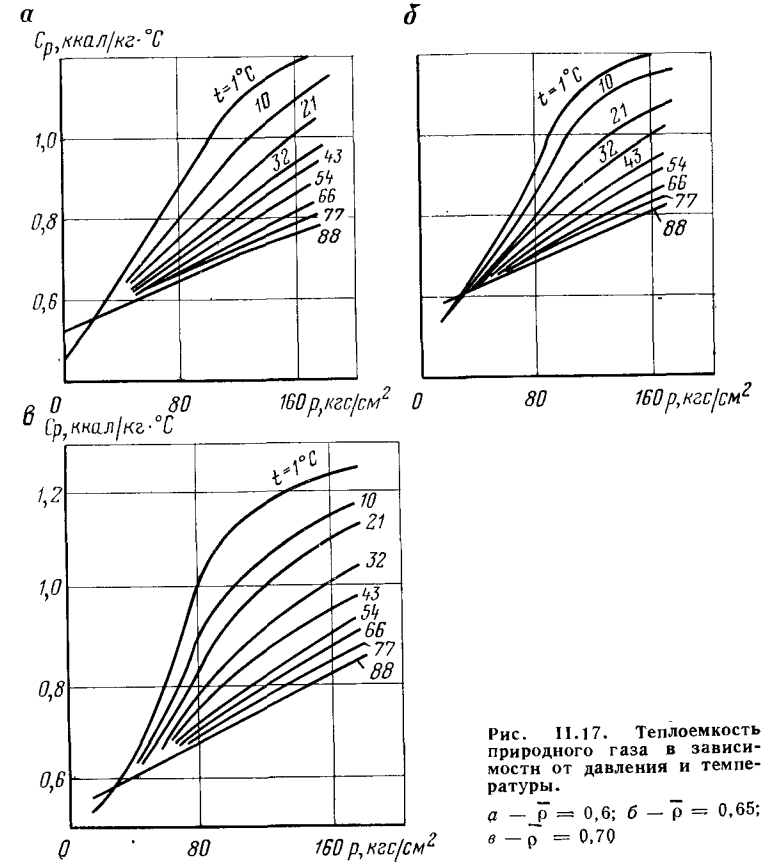 а
Cp, ккал/кг·°С
t=1°C
10
21
32
43
54
66
77
88
1,0
0,8
0,6
0
80
160 p, кгс/см²
б
t=1°C
10
21
32
43
54
66
77
88
0
80
160 p, кгс/см²
в
Cp, ккал/кг·°С
t=1°C
10
21
32
43
54
66
77
88
1,2
1,0
0,8
0,6
0
80
160 p, кгс/см²
Рис. II.17. Теплоемкость
природного газа в зависи-
мости от давления и темпе-
ратуры.
а — ρ̅ = 0,6; б — ρ̅ = 0,65;
в — ρ̅ = 0,70